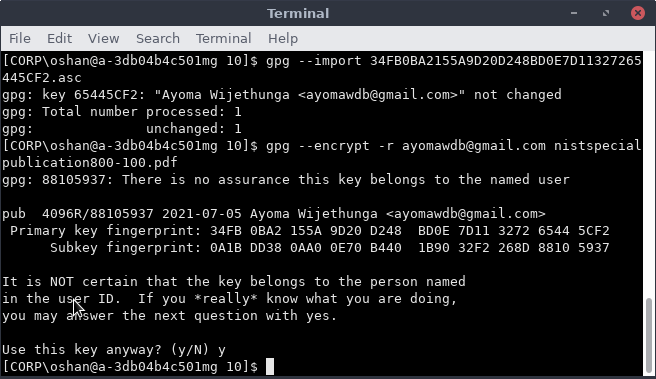 Terminal
File Edit View Search Terminal Help
[CORP\oshan@a-3db04b4c501mg 10]$ gpg --import 34FB0BA2155A9D20D248BD0E7D11327265
445CF2.asc
gpg: key 65445CF2: "Ayoma Wijethunga <ayomawdb@gmail.com>" not changed
gpg: Total number processed: 1
gpg:              unchanged: 1
[CORP\oshan@a-3db04b4c501mg 10]$ gpg --encrypt -r ayomawdb@gmail.com nistspecial
publication800-100.pdf
gpg: 88105937: There is no assurance this key belongs to the named user
pub  4096R/88105937 2021-07-05 Ayoma Wijethunga <ayomawdb@gmail.com>
 Primary key fingerprint: 34FB 0BA2 155A 9D20 D248  BD0E 7D11 3272 6544 5CF2
      Subkey fingerprint: 0A1B DD38 0AA0 0E70 B440  1B90 32F2 268D 8810 5937
It is NOT certain that the key belongs to the person named
in the user ID.  If you *really* know what you are doing,
you may answer the next question with yes.
Use this key anyway? (y/N) y
[CORP\oshan@a-3db04b4c501mg 10]$